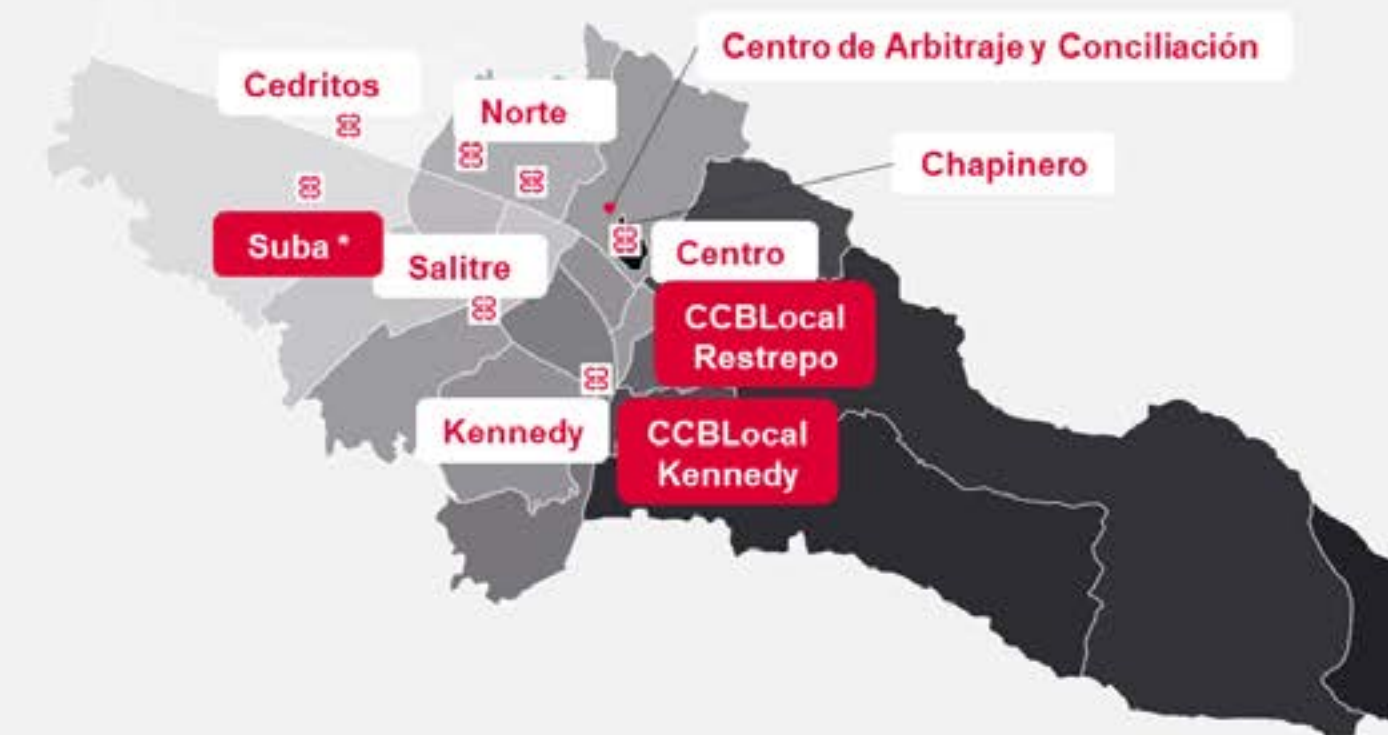 Centro de Arbitraje y Conciliación
Cedritos
Norte
Chapinero
Suba *
Salitre
Centro
CCBLocal
Restrepo
Kennedy
CCBLocal
Kennedy